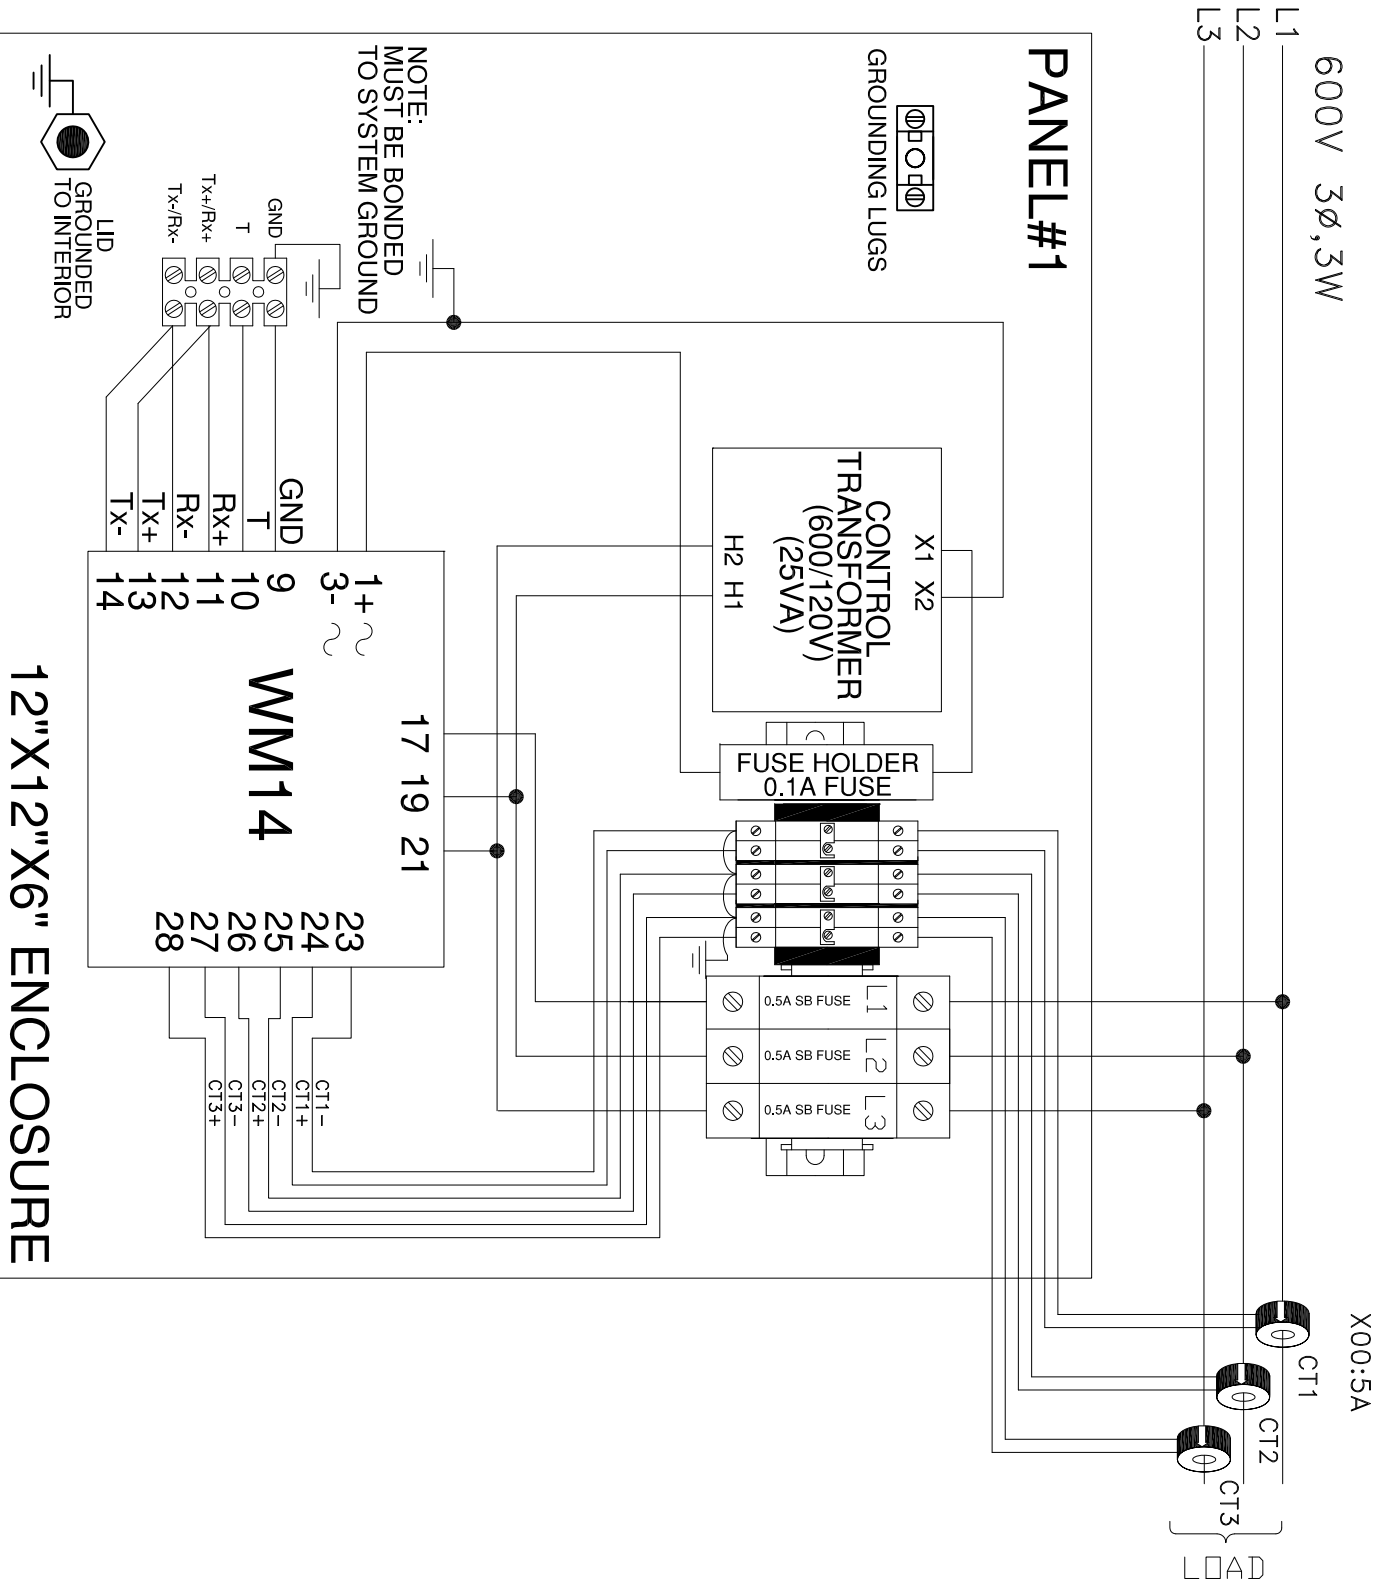 600V 3ø,3W
L1
L2
L3
X00:5A
CT1
CT2
CT3
LOAD
PANEL#1
GROUNDING LUGS
X1 X2
CONTROL
TRANSFORMER
(600/120V)
(25VA)
H2 H1
FUSE HOLDER
0.1A FUSE
L1
0.5A SB FUSE
L2
0.5A SB FUSE
L3
0.5A SB FUSE
NOTE:
MUST BE BONDED
TO SYSTEM GROUND
GND
T
Tx+/Rx+
Tx-/Rx-
LID
GROUNDED
TO INTERIOR
GND
T
Rx+
Rx-
Tx+
Tx-
1+ ~
3- ~
9
10
11
12
13
14
17 19 21
WM14
23
24
25
26
27
28
CT1-
CT1+
CT2-
CT2+
CT3-
CT3+
12"X12"X6" ENCLOSURE